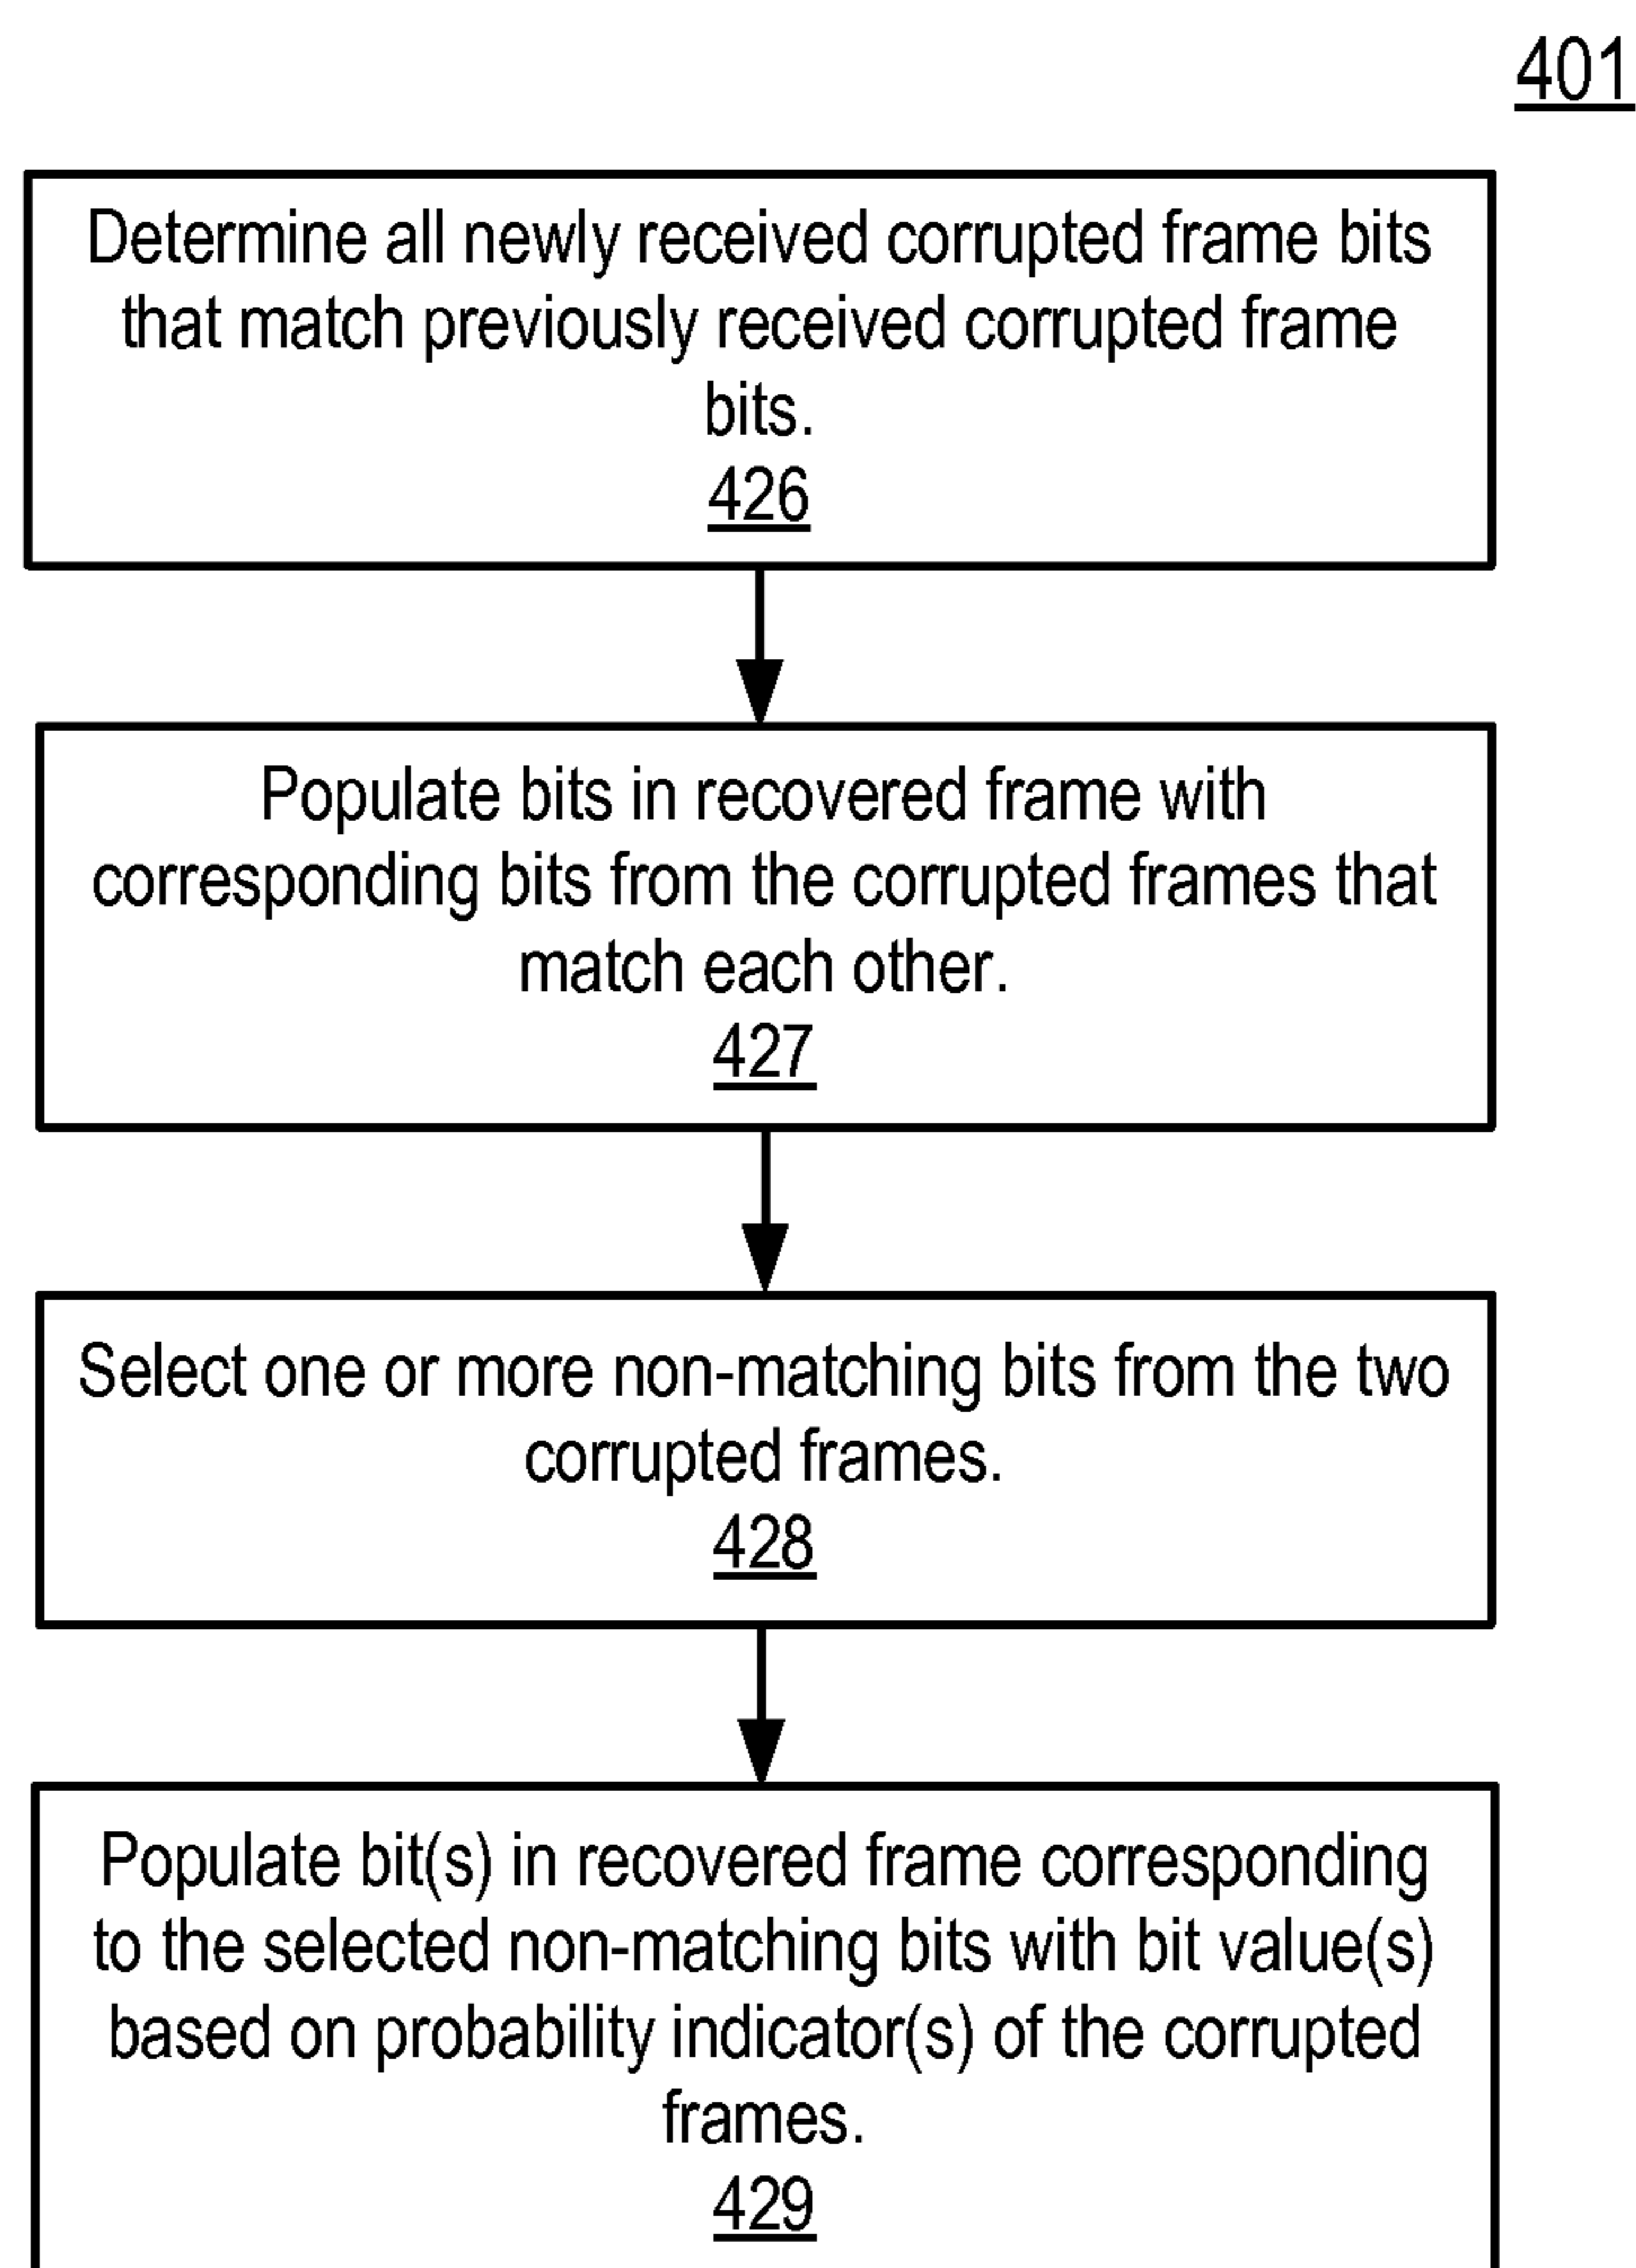 401
Determine all newly received corrupted frame bits
that match previously received corrupted frame
bits.
426
Populate bits in recovered frame with
corresponding bits from the corrupted frames that
match each other.
427
Select one or more non-matching bits from the two
corrupted frames.
428
Populate bit(s) in recovered frame corresponding
to the selected non-matching bits with bit value(s)
based on probability indicator(s) of the corrupted
frames.
429